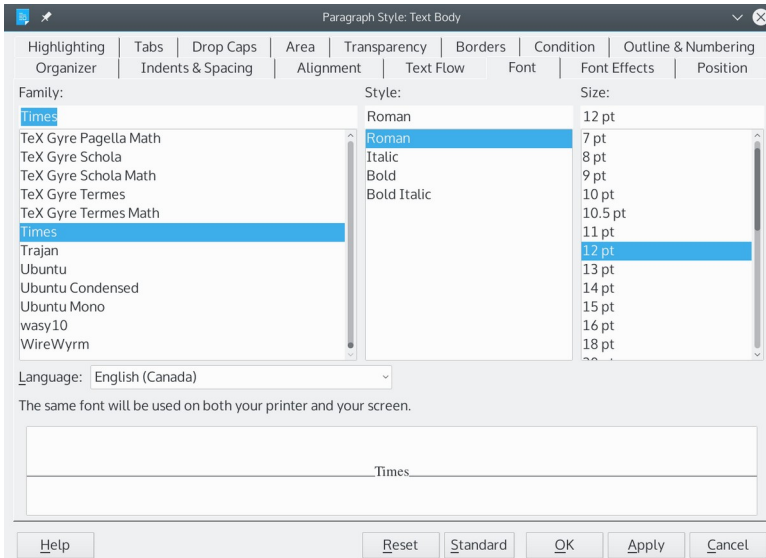 Paragraph Style: Text Body
Highlighting Tabs Drop Caps Area Transparency Borders Condition Outline & Numbering
Organizer Indents & Spacing Alignment Text Flow Font Font Effects Position
Family: Style: Size:
Times Roman 12 pt
TeX Gyre Pagella Math Roman 7 pt
TeX Gyre Schola Italic 8 pt
TeX Gyre Schola Math Bold 9 pt
TeX Gyre Termes Bold Italic 10 pt
TeX Gyre Termes Math 10.5 pt
Times 11 pt
Trajan 12 pt
Ubuntu 13 pt
Ubuntu Condensed 14 pt
Ubuntu Mono 15 pt
wasy10 16 pt
WireWyrm 18 pt
Language: English (Canada)
The same font will be used on both your printer and your screen.
Times
Help Reset Standard OK Apply Cancel